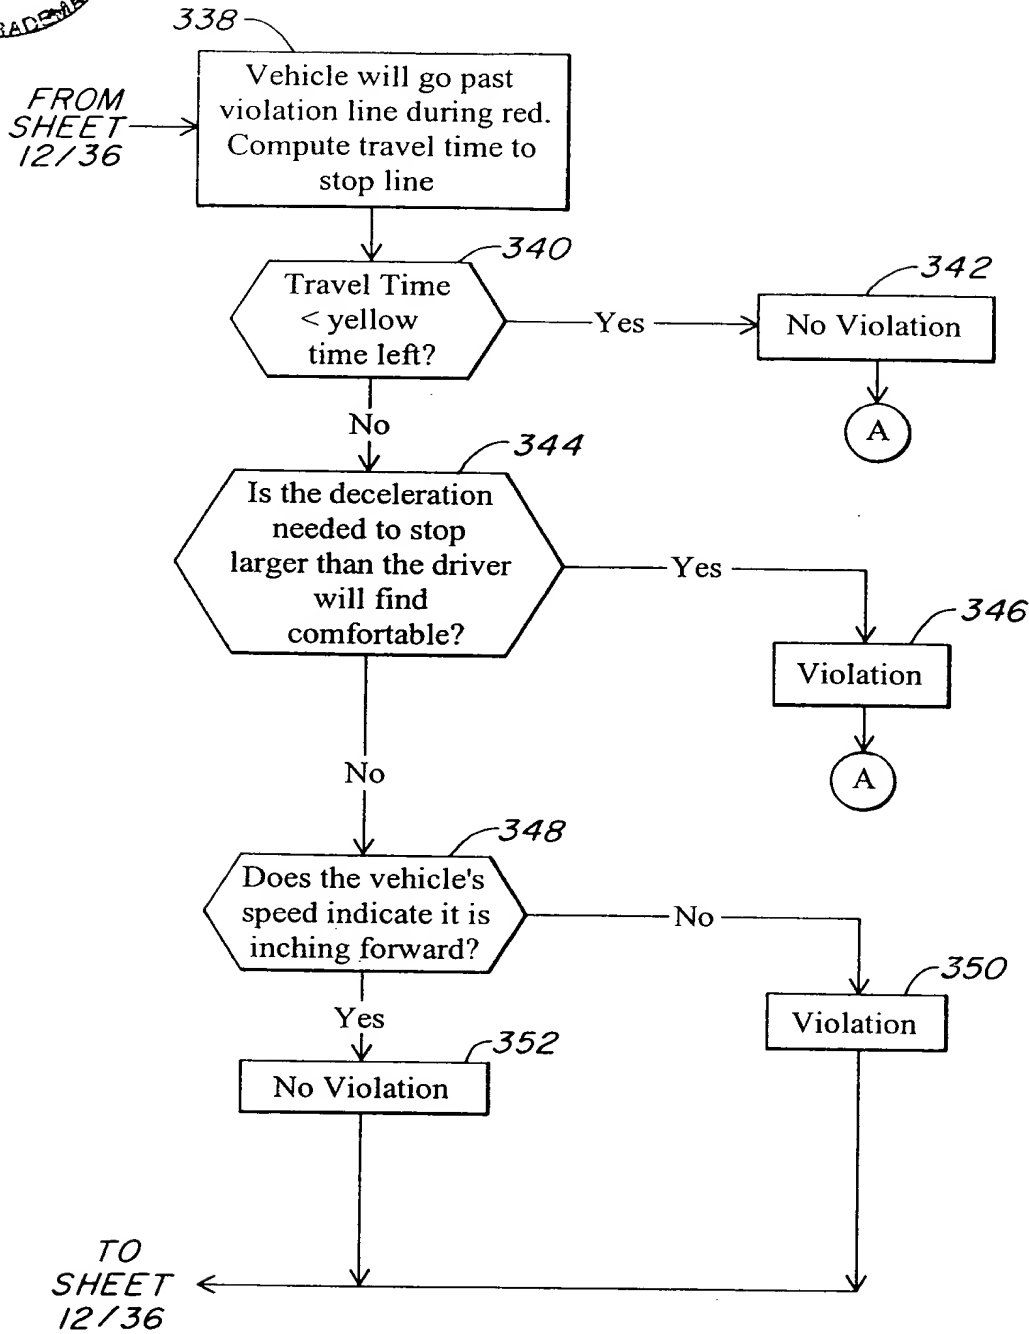 338
FROM
SHEET
12/36
Vehicle will go past
violation line during red.
Compute travel time to
stop line
340
Travel Time
< yellow
time left?
Yes
342
No Violation
A
No
344
Is the deceleration
needed to stop
larger than the driver
will find
comfortable?
Yes
346
Violation
A
No
348
Does the vehicle's
speed indicate it is
inching forward?
No
350
Violation
Yes
352
No Violation
TO
SHEET
12/36